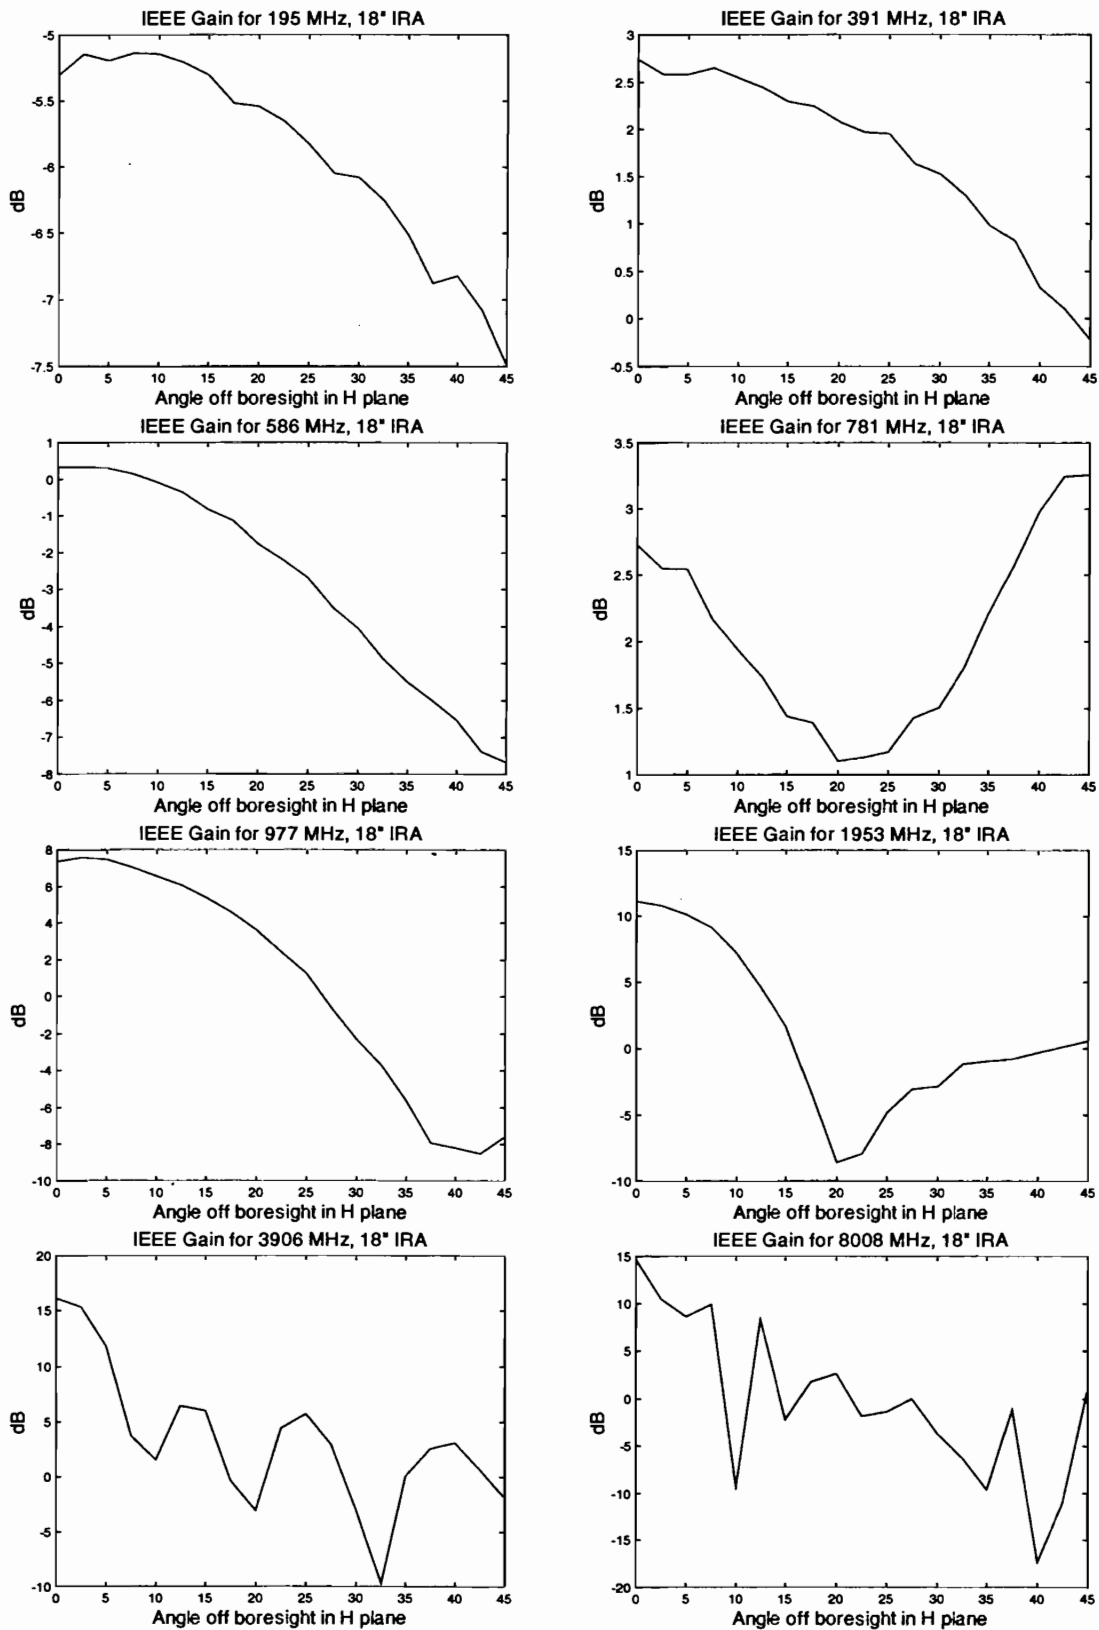 IEEE Gain for 195 MHz, 18" IRA
-5
-5.5
-6
-6 5
-7
-7.5
dB
0 5 10 15 20 25 30 35 40 45
Angle off boresight in H plane
IEEE Gain for 391 MHz, 18" IRA
3
2.5
2
1.5
1
0.5
0
-0.5
dB
0 5 10 15 20 25 30 35 40 45
Angle off boresight in H plane
IEEE Gain for 586 MHz, 18" IRA
1
0
-1
-2
-3
-4
-5
-6
-7
-8
dB
0 5 10 15 20 25 30 35 40 45
Angle off boresight in H plane
IEEE Gain for 781 MHz, 18" IRA
3.5
3
2.5
2
1.5
1
dB
0 5 10 15 20 25 30 35 40 45
Angle off boresight in H plane
IEEE Gain for 977 MHz, 18" IRA
8
6
4
2
0
-2
-4
-6
-8
-10
dB
0 5 10 15 20 25 30 35 40 45
Angle off boresight in H plane
IEEE Gain for 1953 MHz, 18" IRA
15
10
5
0
-5
-10
dB
0 5 10 15 20 25 30 35 40 45
Angle off boresight in H plane
IEEE Gain for 3906 MHz, 18" IRA
20
15
10
5
0
-5
-10
dB
0 5 10 15 20 25 30 35 40 45
Angle off boresight in H plane
IEEE Gain for 8008 MHz, 18" IRA
15
10
5
0
-5
-10
-15
-20
dB
0 5 10 15 20 25 30 35 40 45
Angle off boresight in H plane